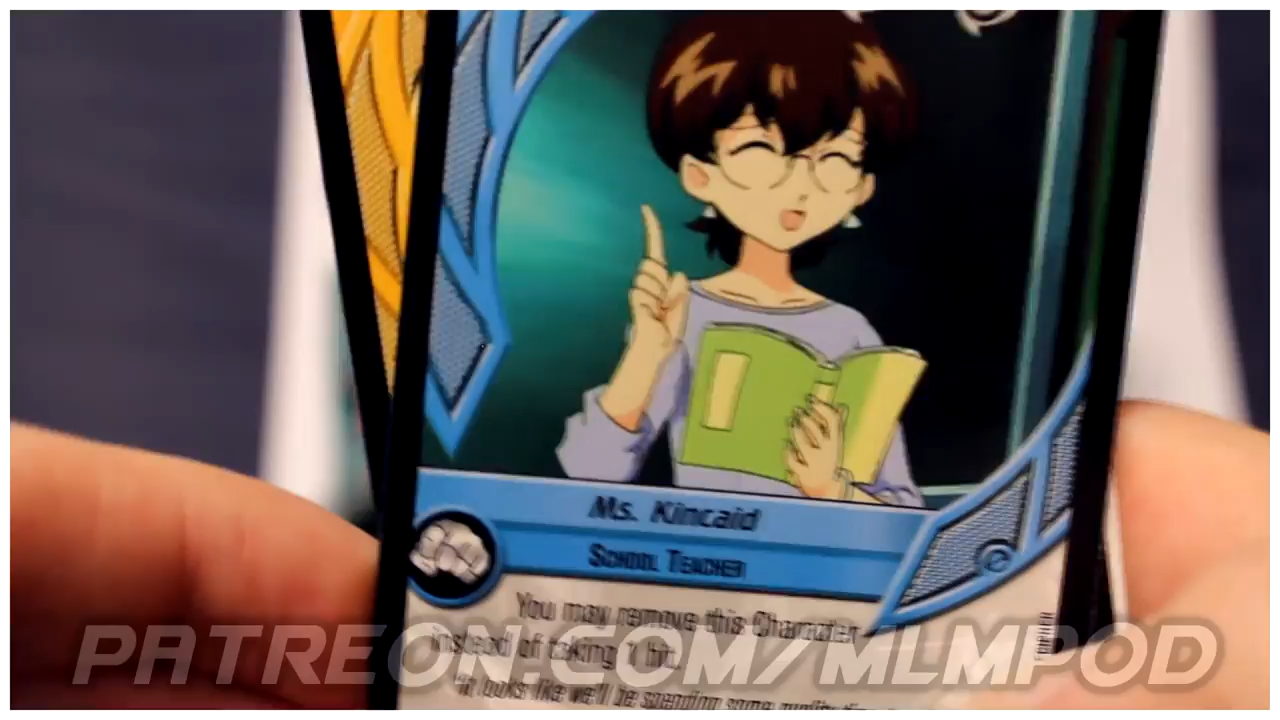 Ms. Kincaid
School Teacher
You may remove this Character
instead of taking 1 hit.
"It looks like we'll be spending some quality time
PATREON.COM/MLMPOD